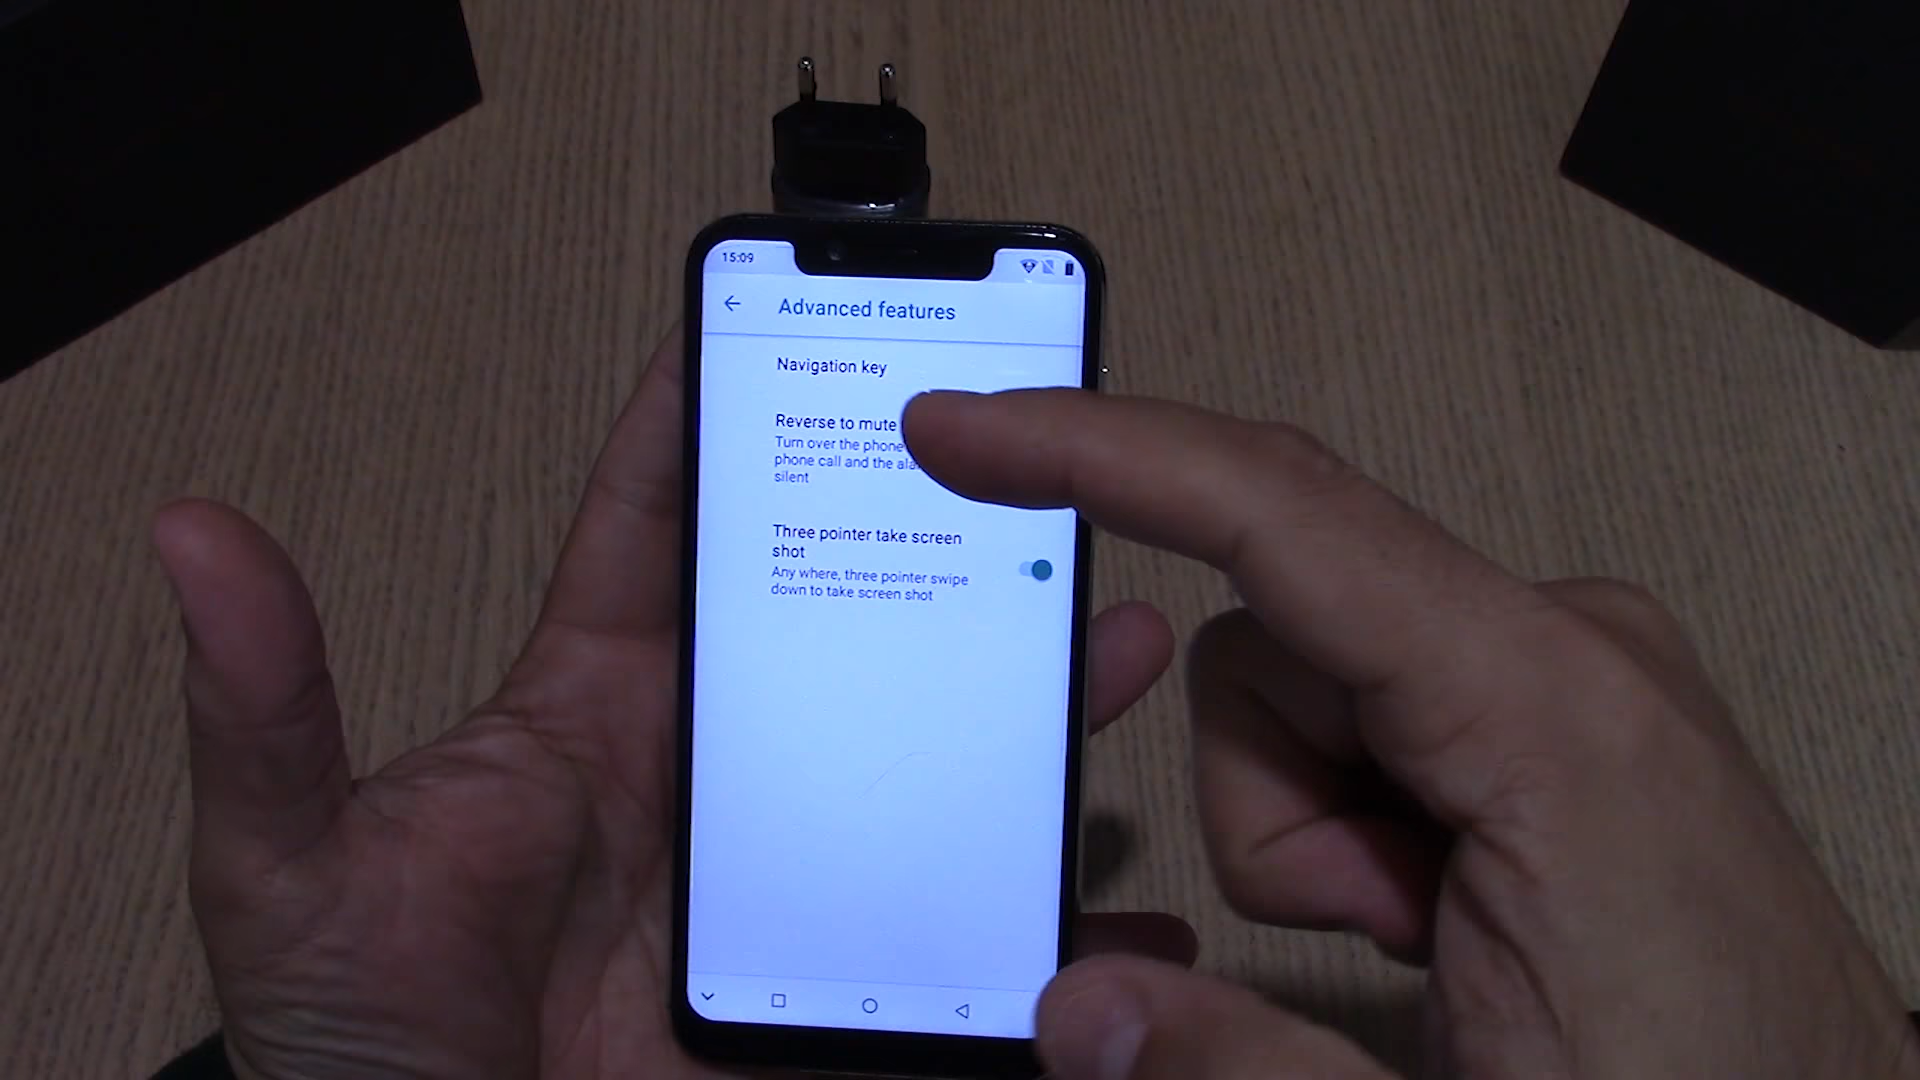 15:09
Advanced features
Navigation key
Reverse to mute
Turn over the phone
phone call and the
silent
Three pointer take screen
shot
Any where, three pointer swipe
down to take screen shot